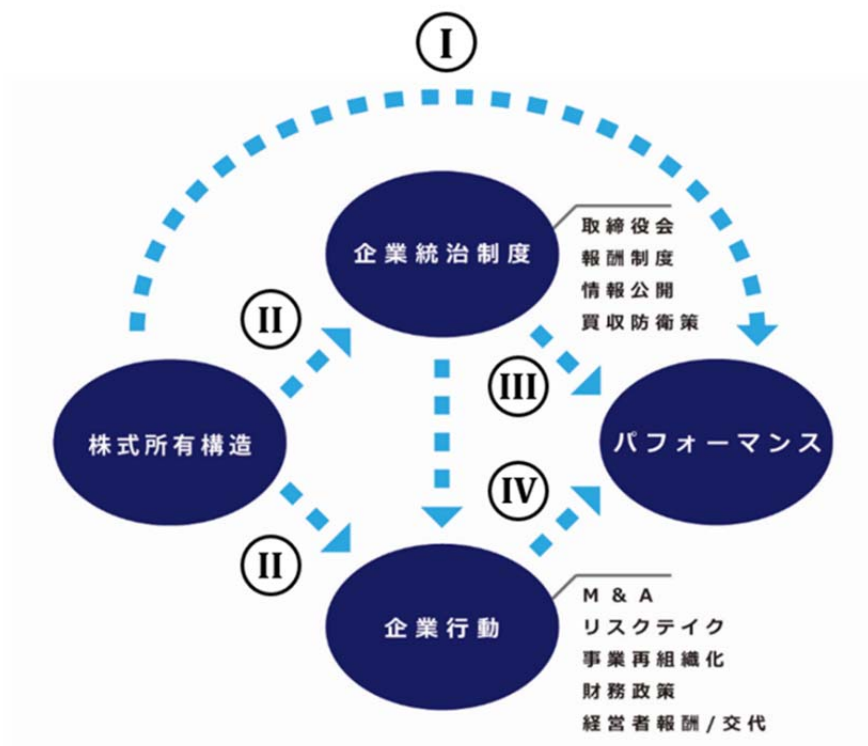 I
企業統治制度
取締役会
報酬制度
情報公開
買収防衛策
II
III
株式所有構造
パフォーマンス
IV
II
企業行動
M & A
リスクテイク
事業再組織化
財務政策
経営者報酬/交代